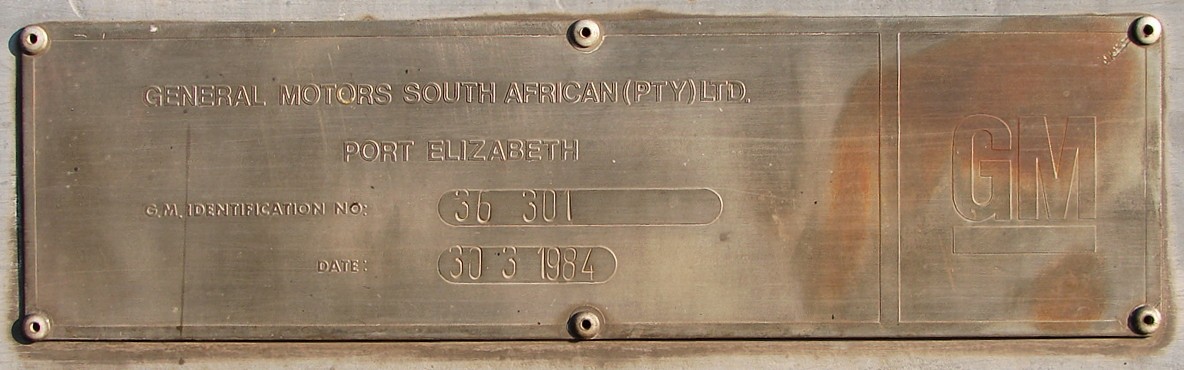 GENERAL MOTORS SOUTH AFRICAN (PTY) LTD.
PORT ELIZABETH
G.M. IDENTIFICATION NO: 36 301
DATE: 30 3 1984
GM